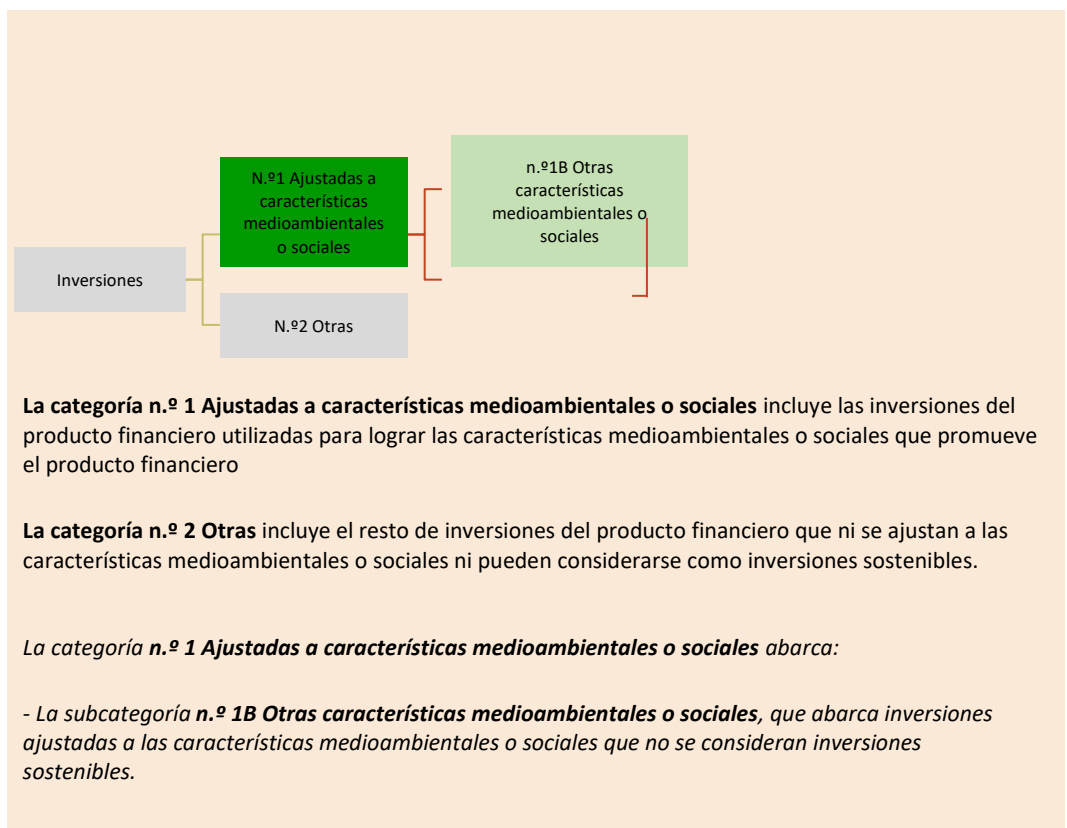 n.º1B Otras
características
medioambientales o
sociales
N.º1 Ajustadas a
características
medioambientales
o sociales
Inversiones
N.º2 Otras
La categoría n.º 1 Ajustadas a características medioambientales o sociales incluye las inversiones del
producto financiero utilizadas para lograr las características medioambientales o sociales que promueve
el producto financiero
La categoría n.º 2 Otras incluye el resto de inversiones del producto financiero que ni se ajustan a las
características medioambientales o sociales ni pueden considerarse como inversiones sostenibles.
La categoría n.º 1 Ajustadas a características medioambientales o sociales abarca:
- La subcategoría n.º 1B Otras características medioambientales o sociales, que abarca inversiones
ajustadas a las características medioambientales o sociales que no se consideran inversiones
sostenibles.